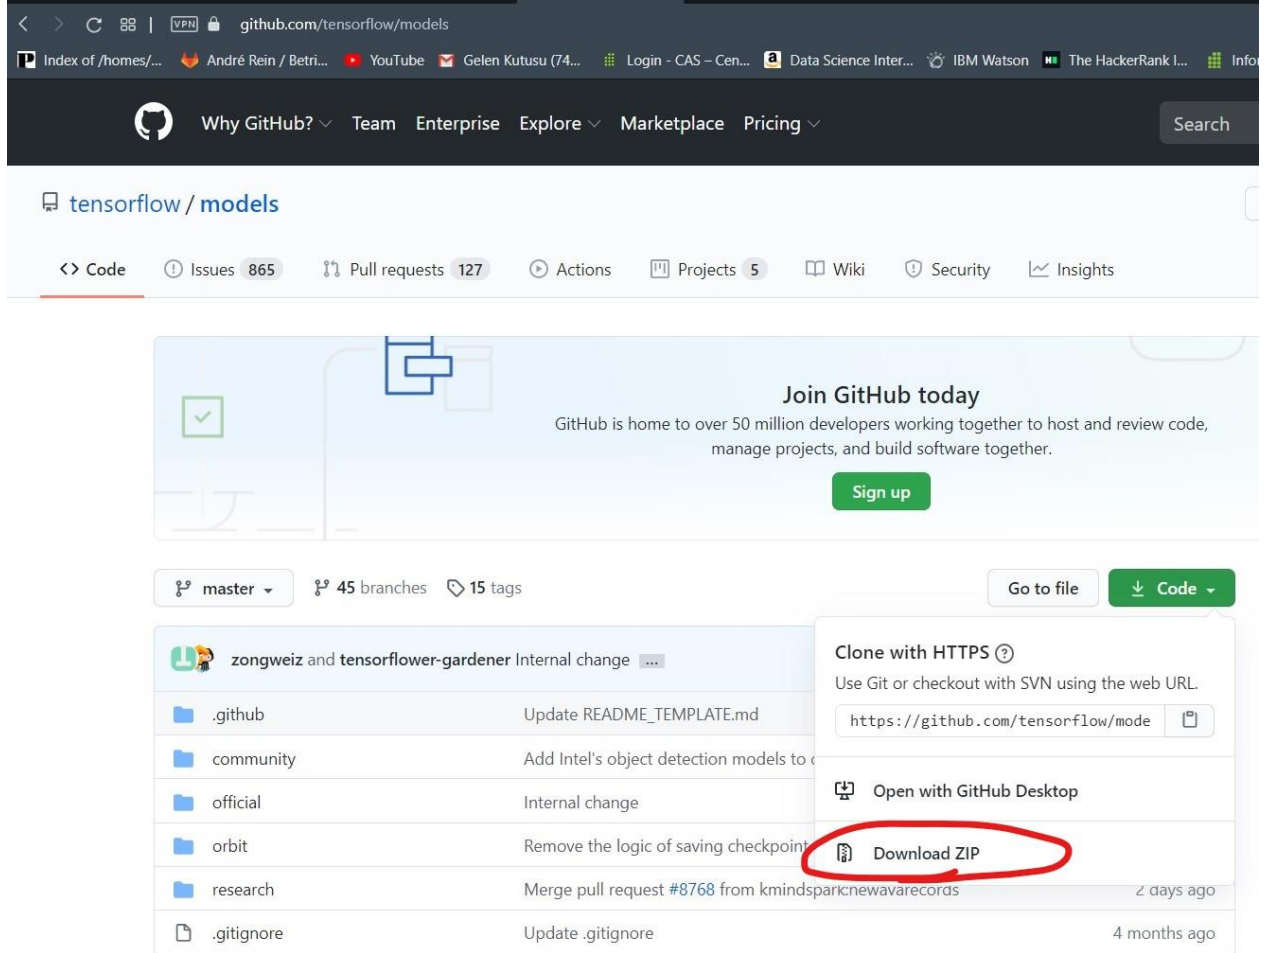 VPN github.com/tensorflow/models
Index of /homes/... André Rein / Betri... YouTube Gelen Kutusu (74... Login - CAS – Cen... Data Science Inter... IBM Watson The HackerRank I... Infor
Why GitHub? Team Enterprise Explore Marketplace Pricing Search
tensorflow / models
Code Issues 865 Pull requests 127 Actions Projects 5 Wiki Security Insights
Join GitHub today
GitHub is home to over 50 million developers working together to host and review code,
manage projects, and build software together.
Sign up
master 45 branches 15 tags Go to file Code
zongweiz and tensorflower-gardener Internal change ...
Clone with HTTPS ?
Use Git or checkout with SVN using the web URL.
https://github.com/tensorflow/mode
Open with GitHub Desktop
Download ZIP
.github Update README_TEMPLATE.md
community Add Intel's object detection models to
official Internal change
orbit Remove the logic of saving checkpoint
research Merge pull request #8768 from kmindspark:newavarecords 2 days ago
.gitignore Update .gitignore 4 months ago